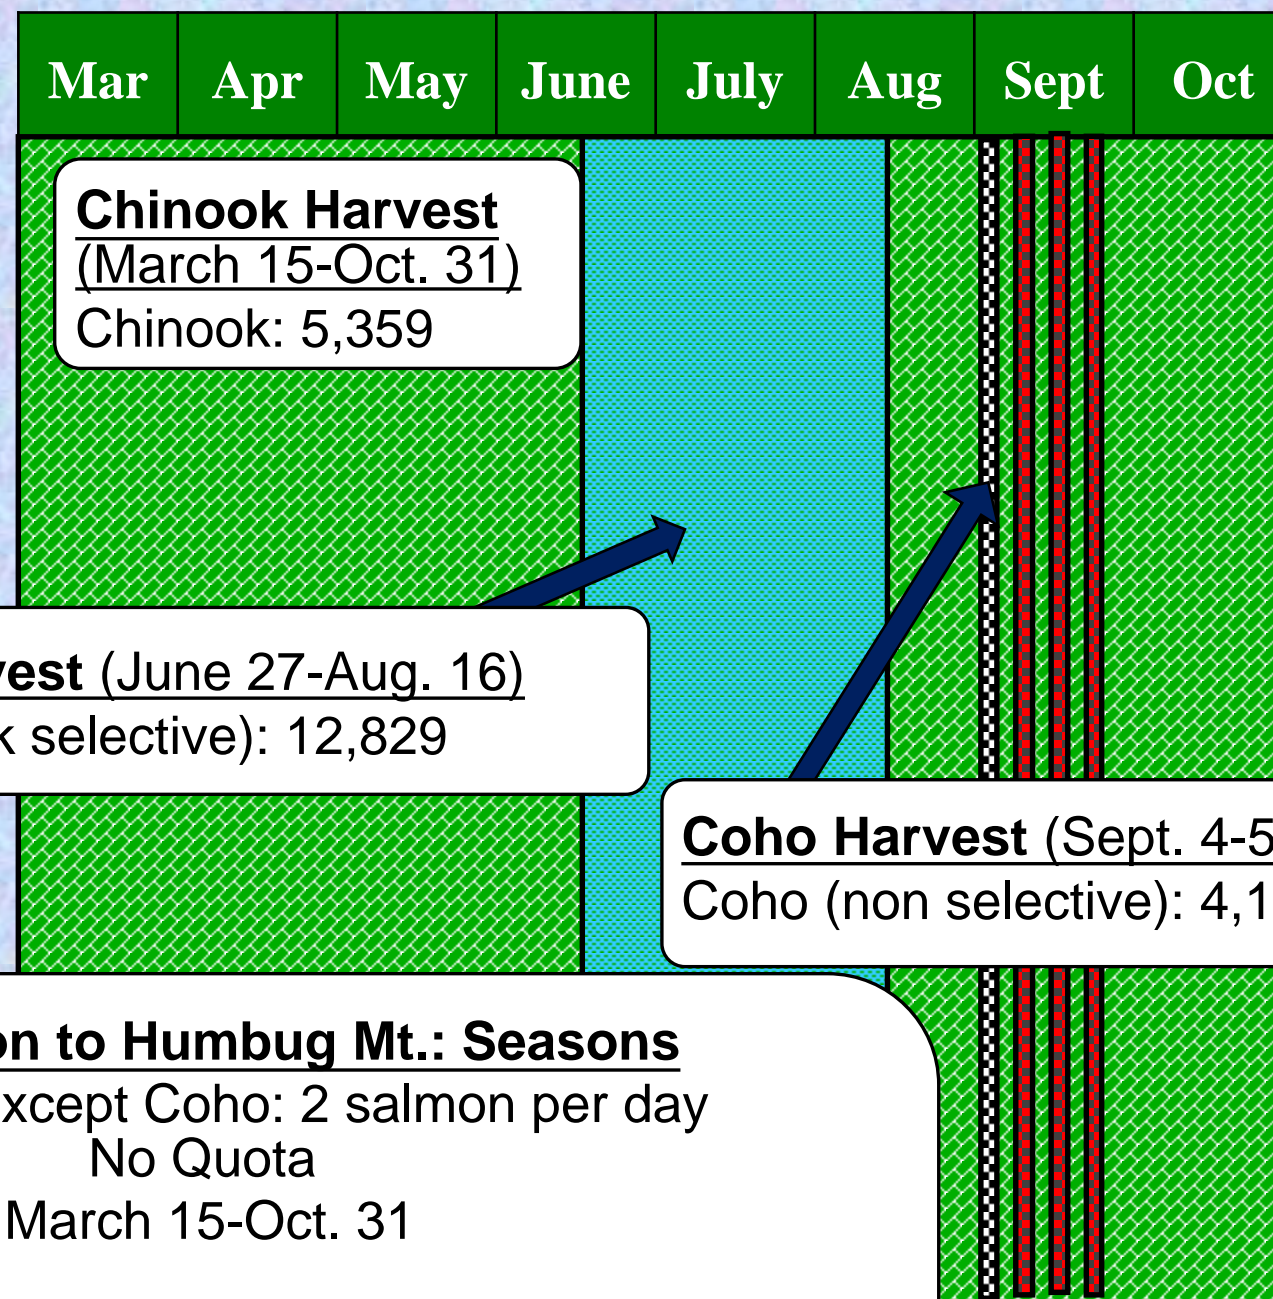 Mar Apr May June July Aug Sept Oct
Chinook Harvest
(March 15-Oct. 31)
Chinook: 5,359
vest (June 27-Aug. 16)
k selective): 12,829
Coho Harvest (Sept. 4-5
Coho (non selective): 4,1
on to Humbug Mt.: Seasons
xcept Coho: 2 salmon per day
No Quota
March 15-Oct. 31